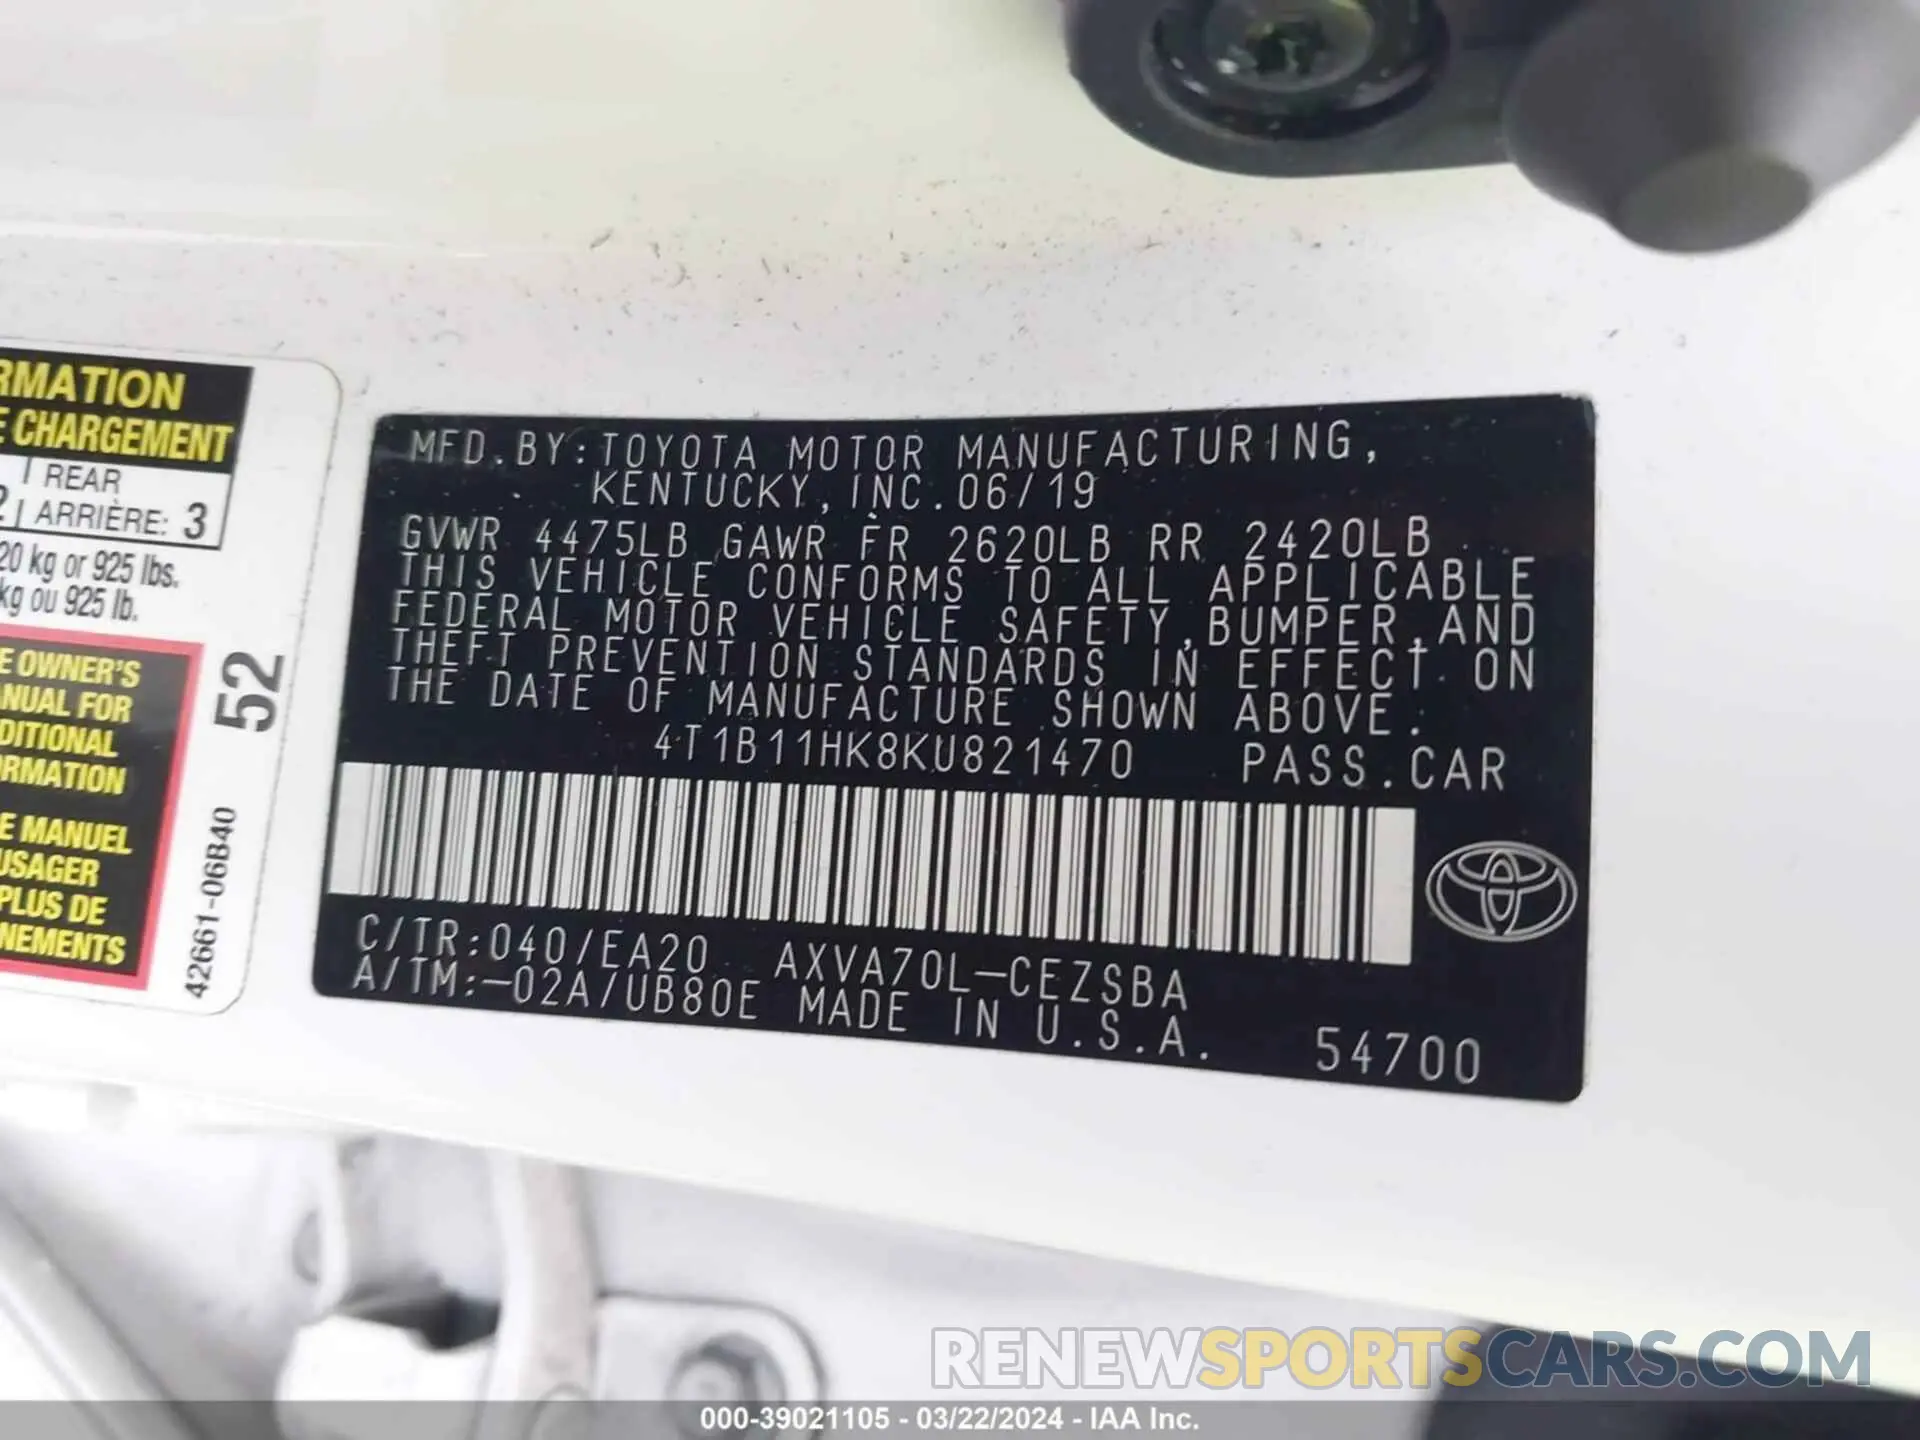 RMATION
E CHARGEMENT
REAR
2 ARRIÈRE: 3
20 kg or 925 lbs.
kg ou 925 lb.
E OWNER'S
ANUAL FOR
DITIONAL
ORMATION
E MANUEL
USAGER
PLUS DE
NEMENTS
52
42661-06B40
MFD.BY:TOYOTA MOTOR MANUFACTURING,
KENTUCKY,INC.06/19
GVWR 4475LB GAWR FR 2620LB RR 2420LB
THIS VEHICLE CONFORMS TO ALL APPLICABLE
FEDERAL MOTOR VEHICLE SAFETY,BUMPER,AND
THEFT PREVENTION STANDARDS IN EFFECT ON
THE DATE OF MANUFACTURE SHOWN ABOVE.
4T1B11HK8KU821470 PASS.CAR
C/TR:040/EA20 AXVA70L-CEZSBA
A/TM:-02A/UB80E MADE IN U.S.A. 54700
RENEWSPORTSCARS.COM
000-39021105 - 03/22/2024 - IAA Inc.